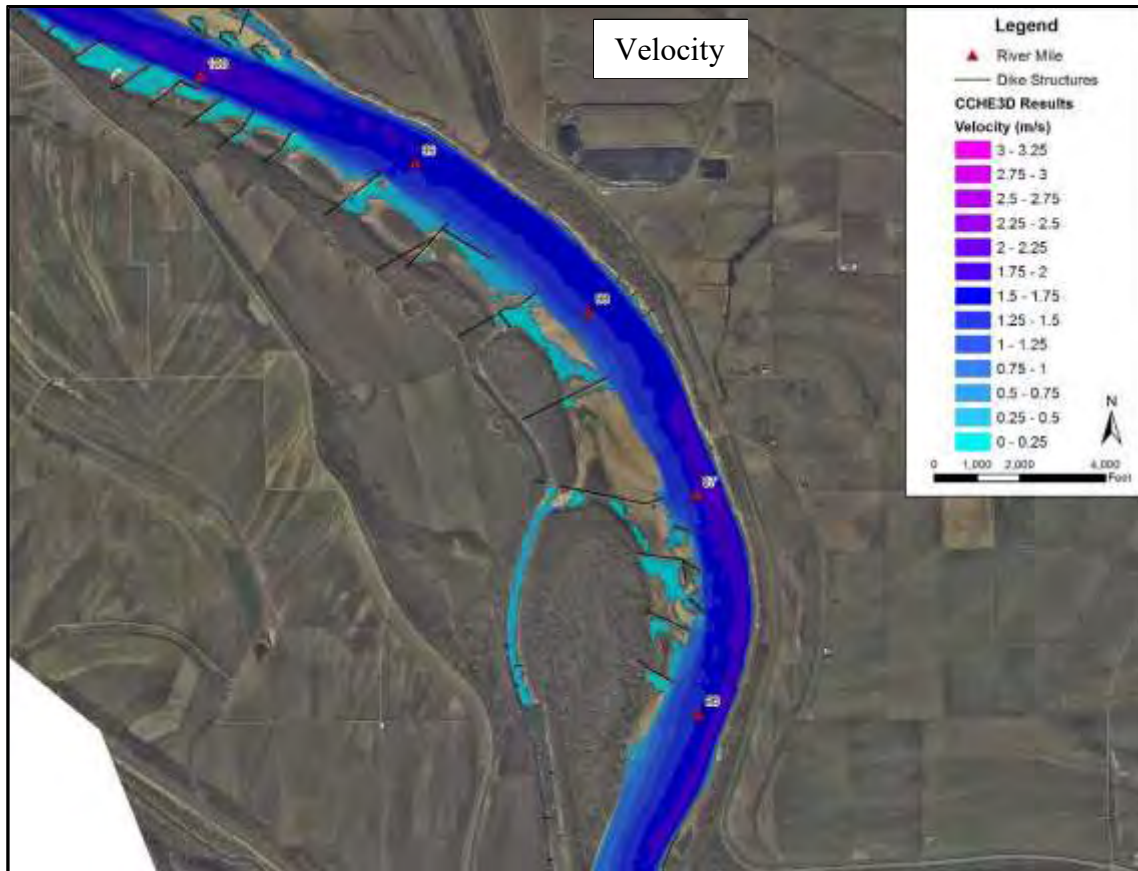 Velocity
Legend
River Mile
Dike Structures
CCHE3D Results
Velocity (m/s)
3 - 3.25
2.75 - 3
2.5 - 2.75
2.25 - 2.5
2 - 2.25
1.75 - 2
1.5 - 1.75
1.25 - 1.5
1 - 1.25
0.75 - 1
0.5 - 0.75
0.25 - 0.5
0 - 0.25
N
0 1,000 2,000 4,000
Feet
97